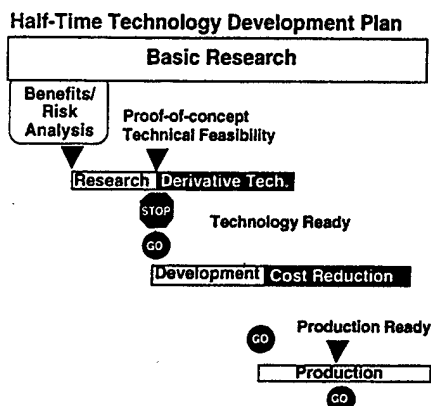 Half-Time Technology Development Plan
Basic Research
Benefits/
Risk
Analysis
Proof-of-concept
Technical Feasibility
Research Derivative Tech.
STOP
Technology Ready
GO
Development Cost Reduction
Production Ready
GO
Production
GO